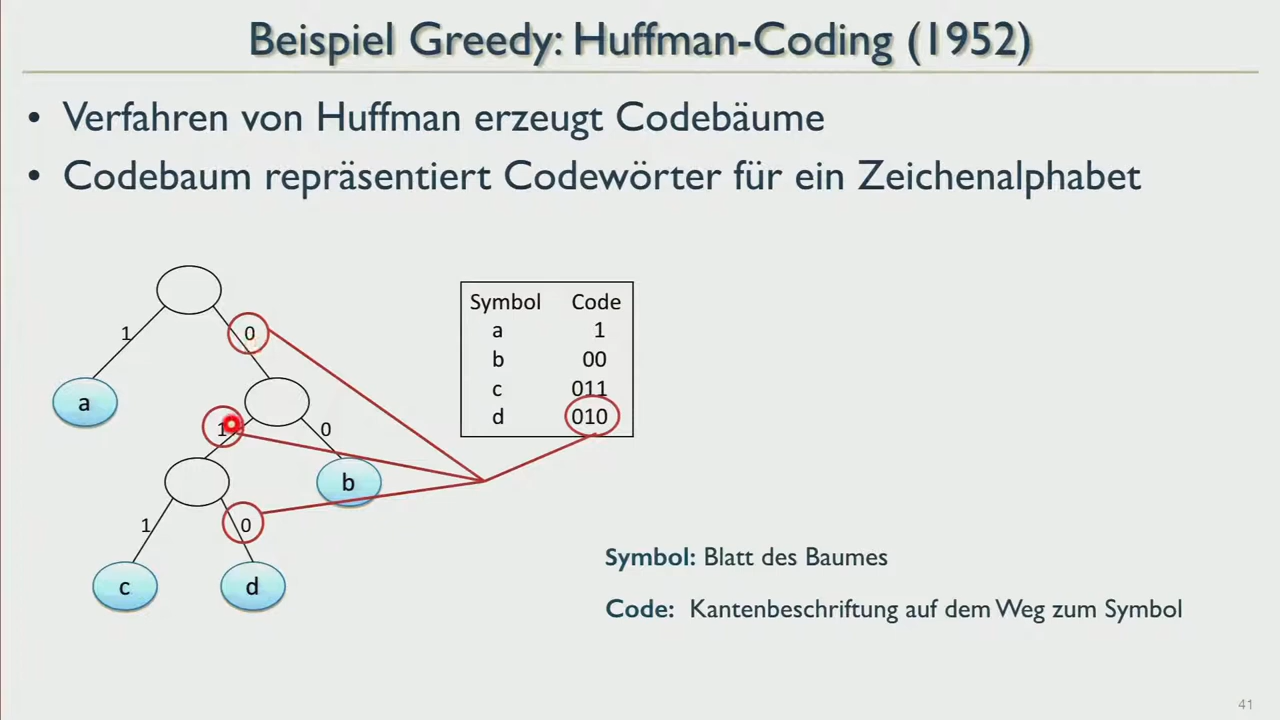 Beispiel Greedy: Huffman-Coding (1952)
• Verfahren von Huffman erzeugt Codebäume
• Codebaum repräsentiert Codewörter für ein Zeichenalphabet
1
0
a
1
0
b
1
0
c
d
Symbol Code
a 1
b 00
c 011
d 010
Symbol: Blatt des Baumes
Code: Kantenbeschriftung auf dem Weg zum Symbol
41